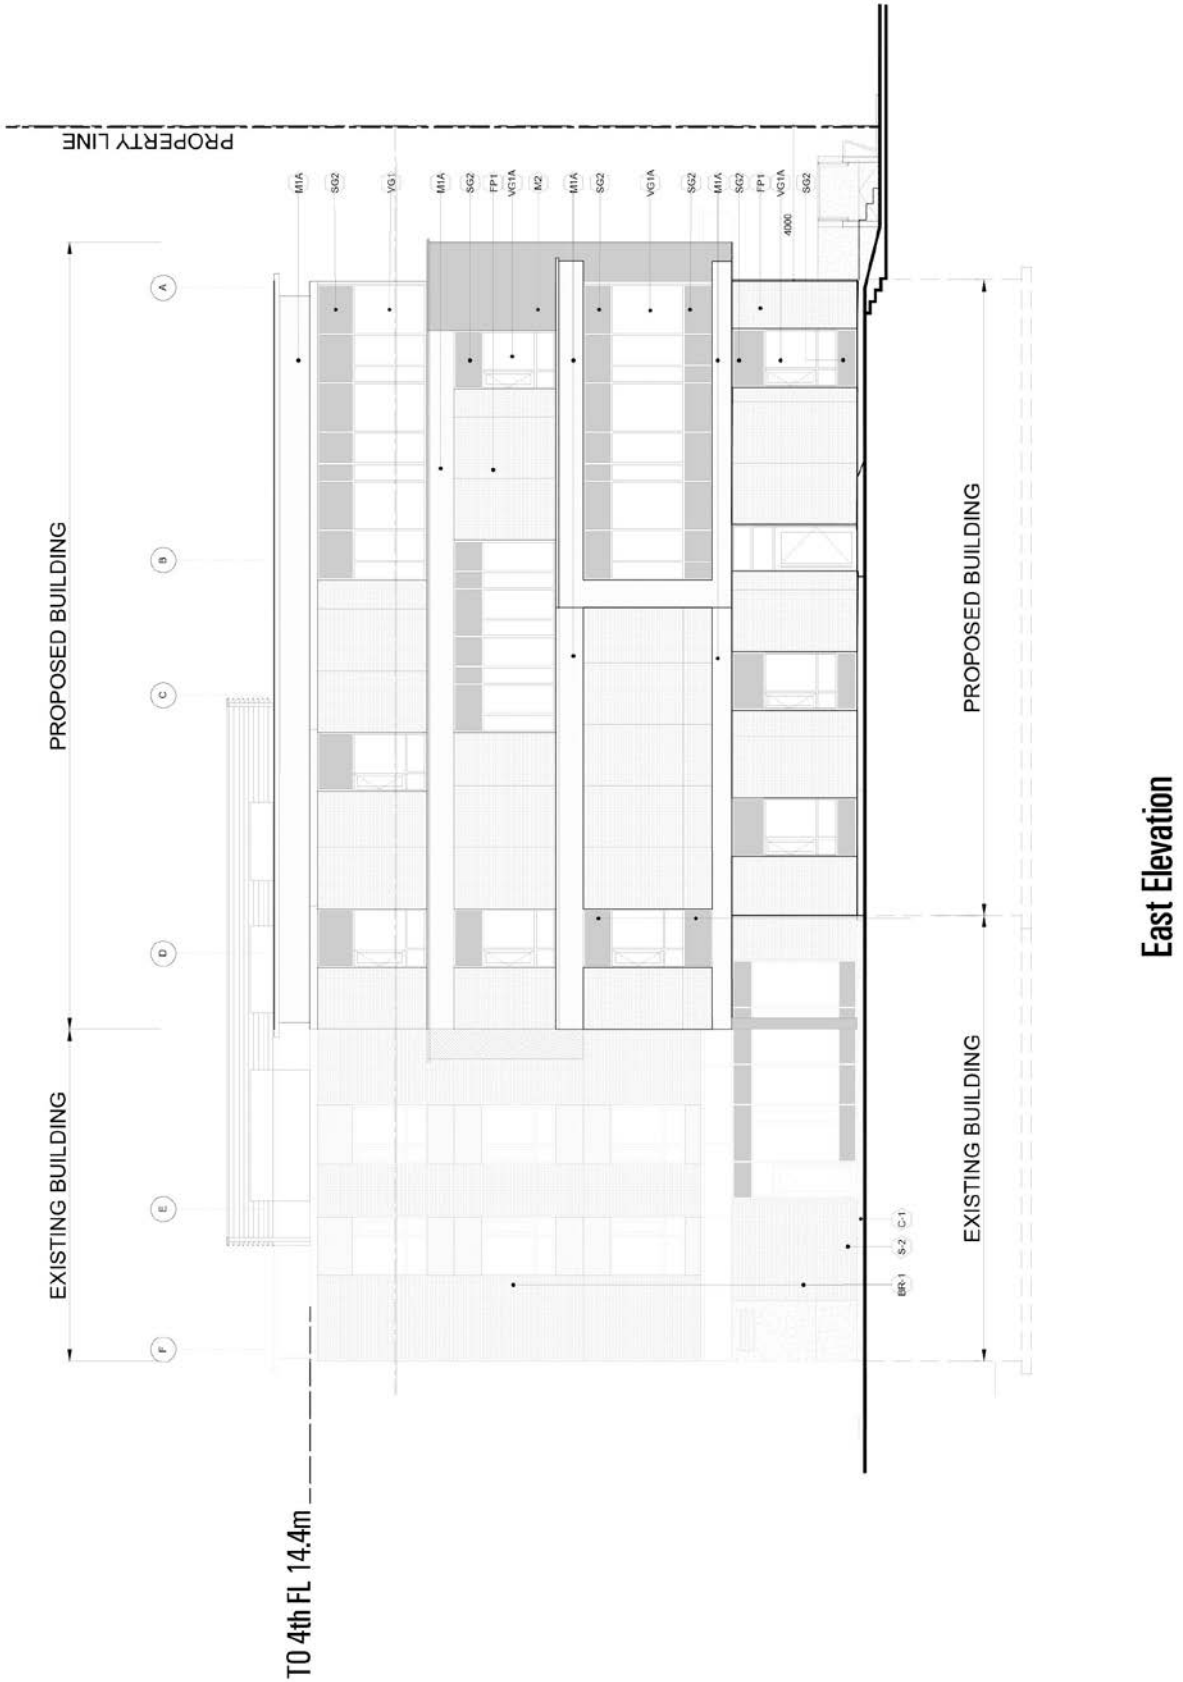 PROPERTY LINE
M1A
SG2
VG1
M1A
SG2
FP1
VG1A
M2
M1A
SG2
VG1A
SG2
M1A
SG2
FP1
VG1A
SG2
4000
A
B
C
D
E
F
PROPOSED BUILDING
EXISTING BUILDING
PROPOSED BUILDING
EXISTING BUILDING
BR-1
S-2
C-1
TO 4th FL 14.4m
East Elevation